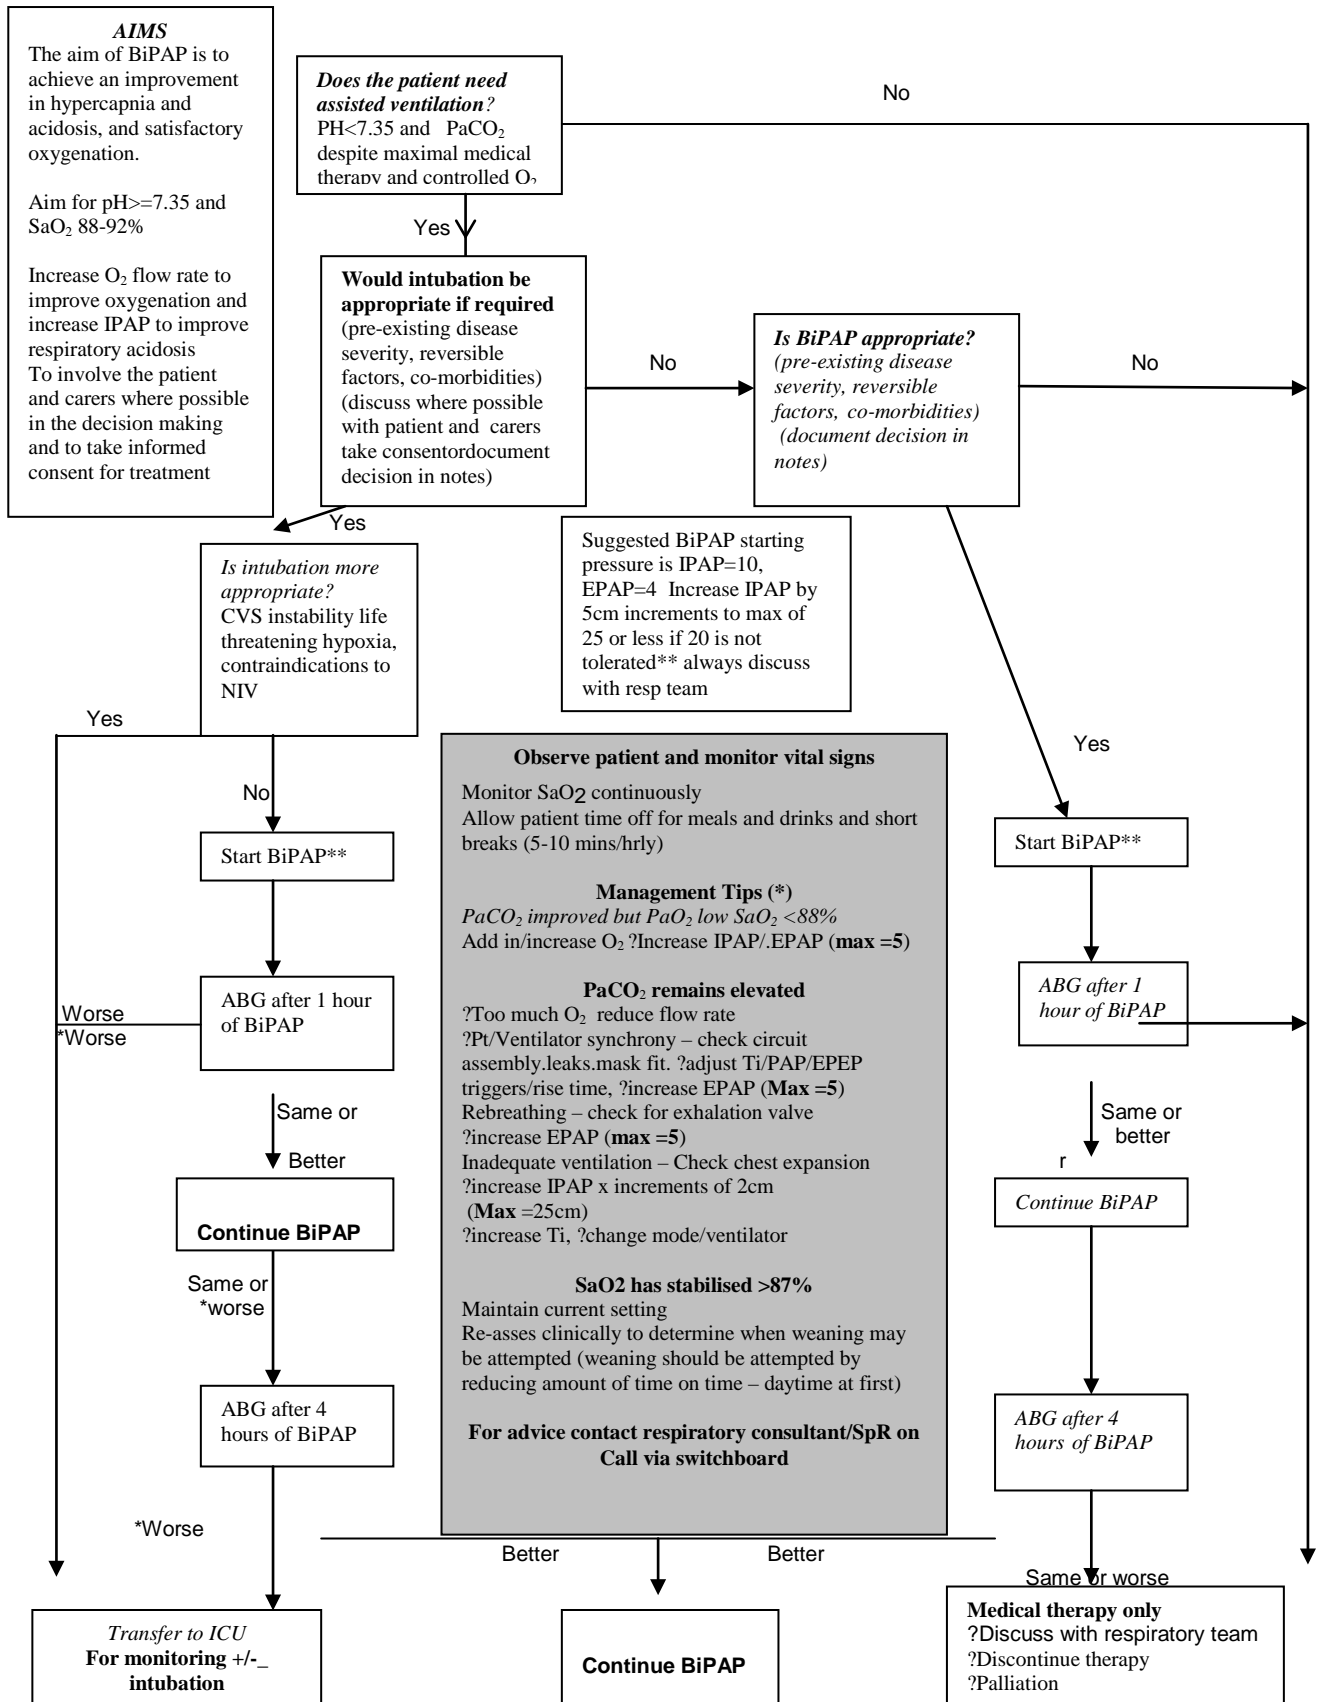 AIMS
The aim of BiPAP is to
achieve an improvement
in hypercapnia and
acidosis, and satisfactory
oxygenation.
Aim for pH>=7.35 and
SaO2 88-92%
Increase O2 flow rate to
improve oxygenation and
increase IPAP to improve
respiratory acidosis
To involve the patient
and carers where possible
in the decision making
and to take informed
consent for treatment
Does the patient need
assisted ventilation?
PH<7.35 and PaCO2
despite maximal medical
therapy and controlled O2
No
Yes
Would intubation be
appropriate if required
(pre-existing disease
severity, reversible
factors, co-morbidities)
(discuss where possible
with patient and carers
take consentordocument
decision in notes)
No
Is BiPAP appropriate?
(pre-existing disease
severity, reversible
factors, co-morbidities)
(document decision in
notes)
No
Yes
Is intubation more
appropriate?
CVS instability life
threatening hypoxia,
contraindications to
NIV
Suggested BiPAP starting
pressure is IPAP=10,
EPAP=4 Increase IPAP by
5cm increments to max of
25 or less if 20 is not
tolerated** always discuss
with resp team
Yes
Yes
No
Start BiPAP**
Start BiPAP**
Observe patient and monitor vital signs
Monitor SaO2 continuously
Allow patient time off for meals and drinks and short
breaks (5-10 mins/hrly)
Management Tips (*)
PaCO2 improved but PaO2 low SaO2 <88%
Add in/increase O2 ?Increase IPAP/.EPAP (max =5)
PaCO2 remains elevated
?Too much O2 reduce flow rate
?Pt/Ventilator synchrony – check circuit
assembly.leaks.mask fit. ?adjust Ti/PAP/EPEP
triggers/rise time, ?increase EPAP (Max =5)
Rebreathing – check for exhalation valve
?increase EPAP (max =5)
Inadequate ventilation – Check chest expansion
?increase IPAP x increments of 2cm
(Max =25cm)
?increase Ti, ?change mode/ventilator
SaO2 has stabilised >87%
Maintain current setting
Re-asses clinically to determine when weaning may
be attempted (weaning should be attempted by
reducing amount of time on time – daytime at first)
For advice contact respiratory consultant/SpR on
Call via switchboard
ABG after 1 hour
of BiPAP
Worse
*Worse
ABG after 1
hour of BiPAP
Same or
Better
Same or
better
r
Continue BiPAP
Continue BiPAP
Same or
*worse
ABG after 4
hours of BiPAP
ABG after 4
hours of BiPAP
*Worse
Better
Better
Same or worse
Transfer to ICU
For monitoring +/-_
intubation
Continue BiPAP
Medical therapy only
?Discuss with respiratory team
?Discontinue therapy
?Palliation